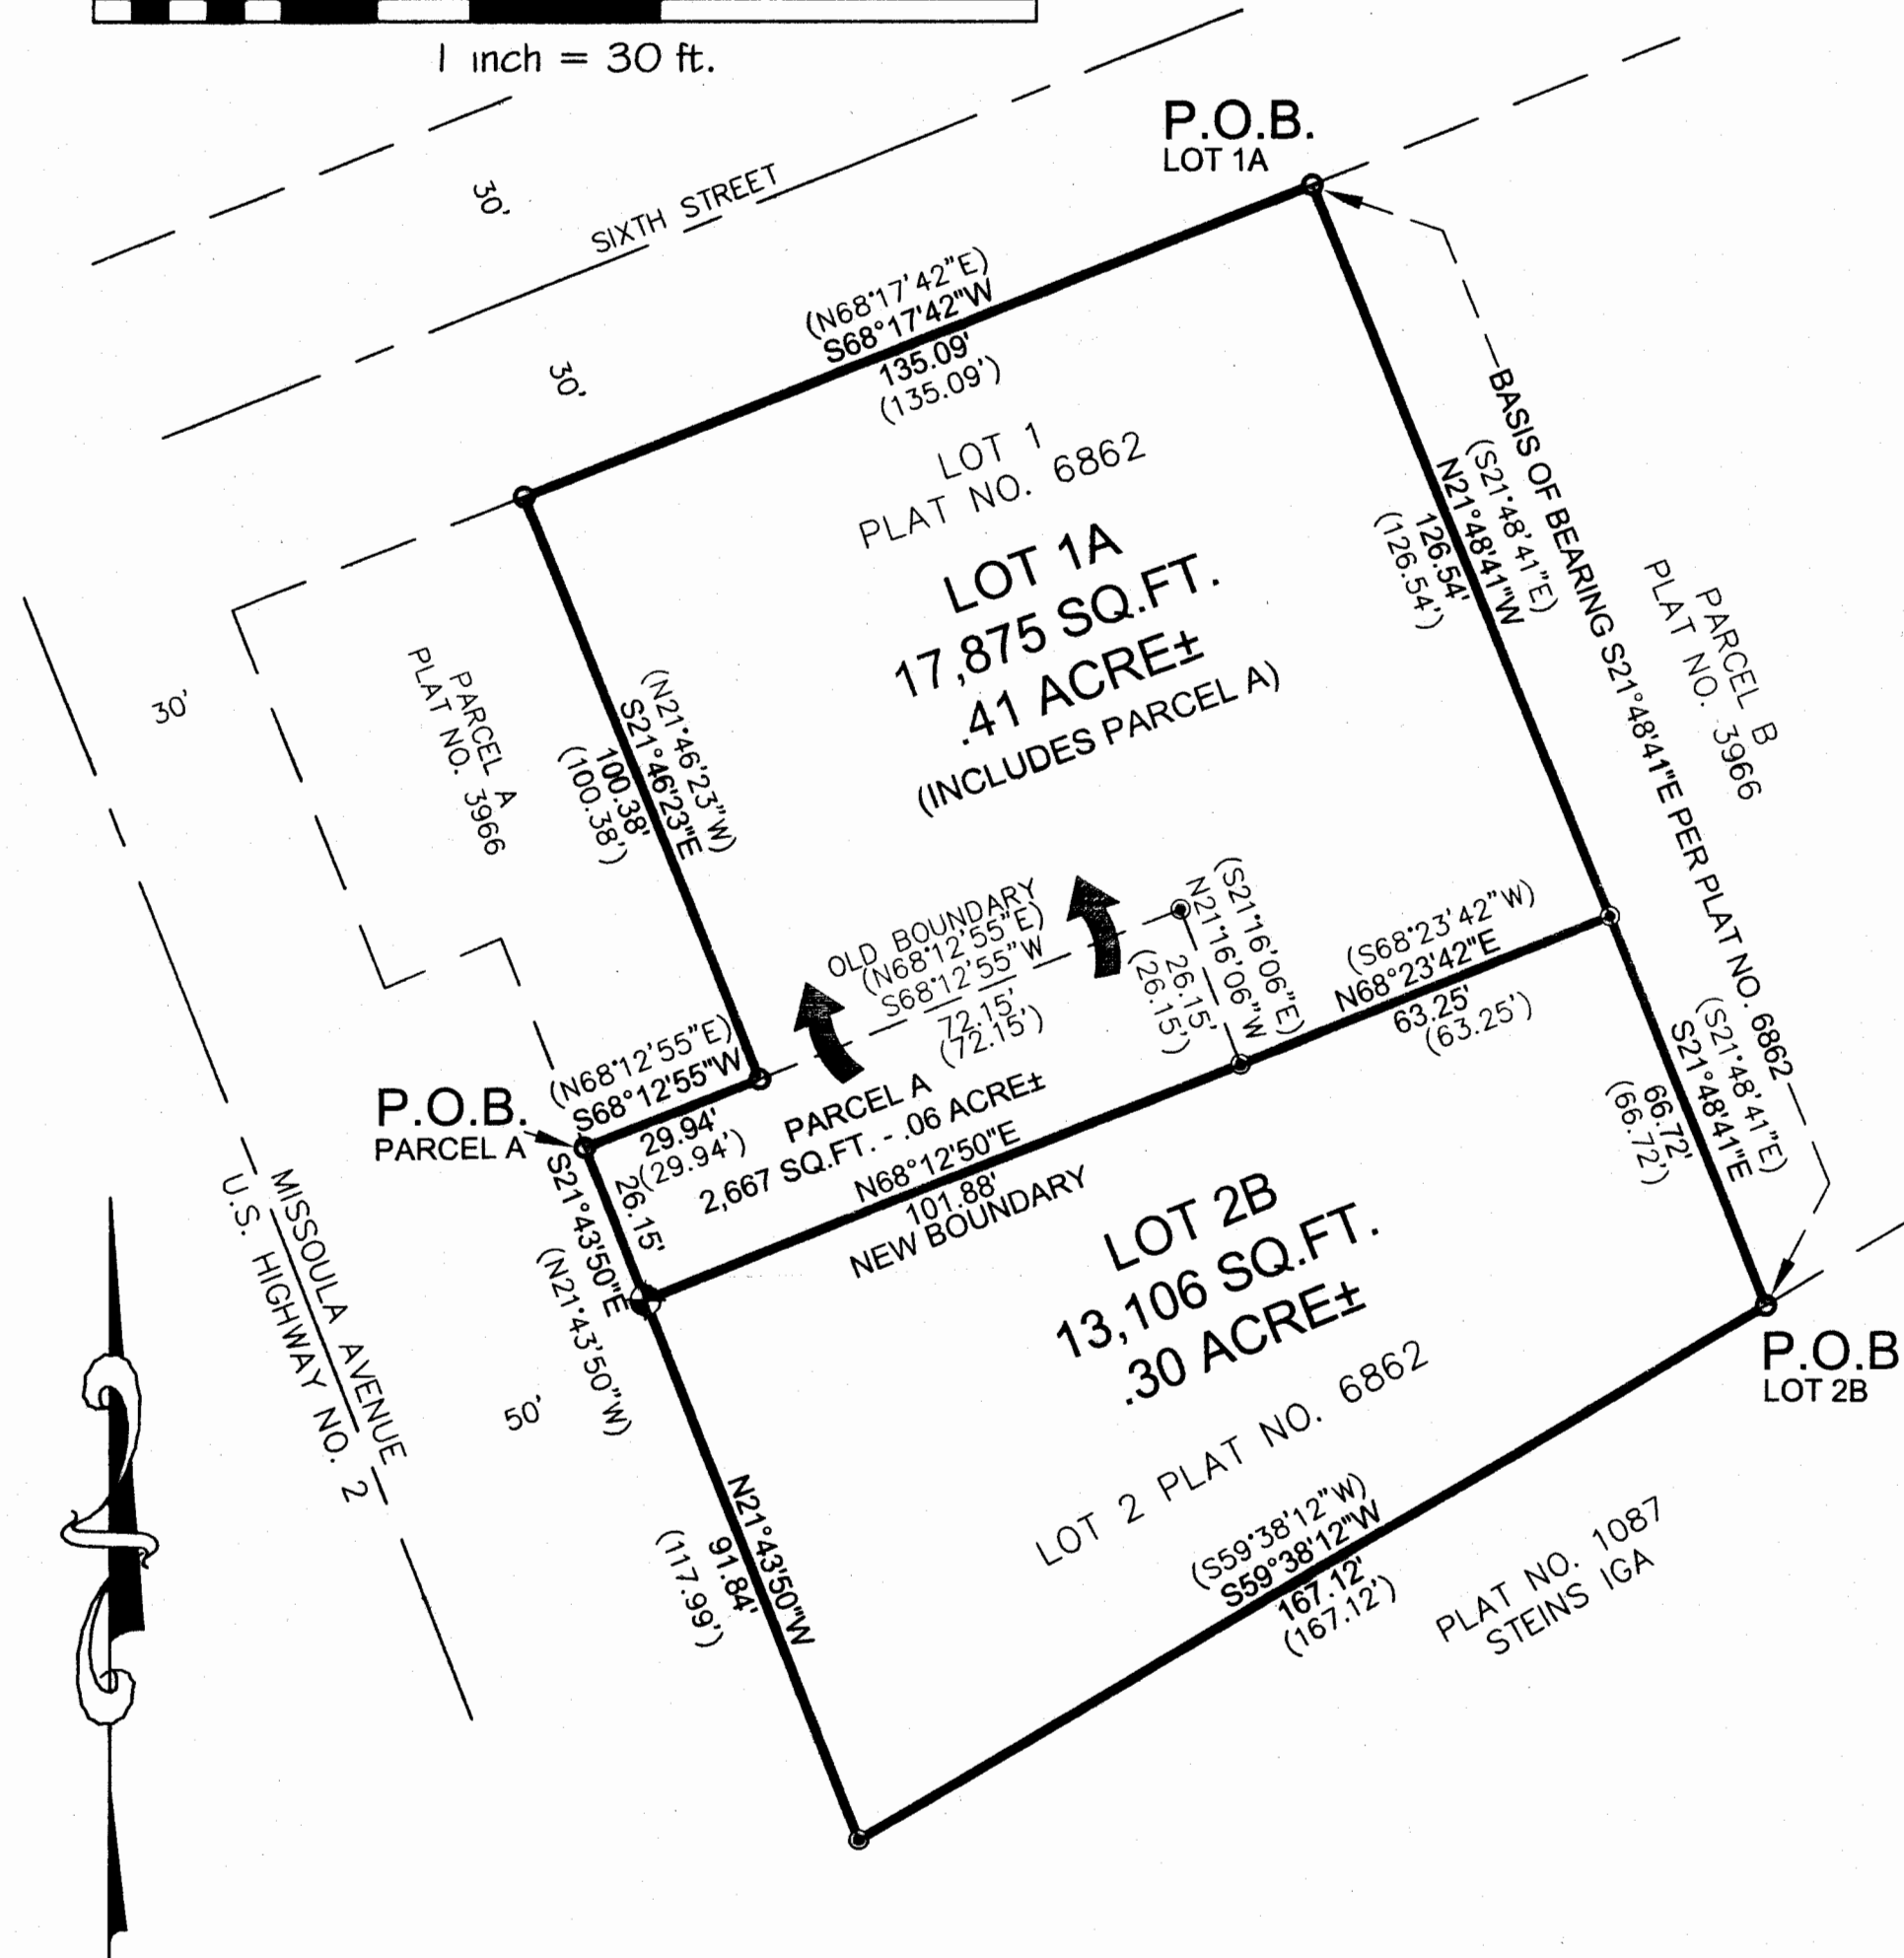 1 inch = 30 ft.
P.O.B.
LOT 1A
30'
SIXTH STREET
30'
(N68°17'42"E)
S68°17'42"W
135.09'
(135.09')
LOT 1
PLAT NO. 6862
LOT 1A
17,875 SQ.FT.
.41 ACRE±
(INCLUDES PARCEL A)
BASIS OF BEARING S21°48'41"E PER PLAT NO. 6862
(S21°48'41"E)
N21°48'41"W
126.54'
(126.54')
PARCEL B
PLAT NO. 3966
30'
PARCEL A
PLAT NO. 3966
(N21°46'23"W)
S21°46'23"E
100.38'
(100.38')
OLD BOUNDARY
(N68°12'55"E)
S68°12'55"W
72.15'
(72.15')
(S21°16'06"E)
N21°16'06"W
26.15'
(26.15')
(S68°23'42"W)
N68°23'42"E
63.25'
(63.25')
(S21°48'41"E)
S21°48'41"E
66.72'
(66.72')
(N68°12'55"E)
S68°12'55"W
29.94'
(29.94')
P.O.B.
PARCEL A
PARCEL A
2,667 SQ.FT. - .06 ACRE±
N68°12'50"E
101.88'
NEW BOUNDARY
26.15'
S21°43'50"E
(N21°43'50"W)
MISSOULA AVENUE
U.S. HIGHWAY NO. 2
50'
LOT 2B
13,106 SQ.FT.
.30 ACRE±
P.O.B
LOT 2B
LOT 2 PLAT NO. 6862
N21°43'50"W
91.84'
(117.99')
(S59°38'12"W)
S59°38'12"W
167.12'
(167.12')
PLAT NO. 1087
STEINS IGA